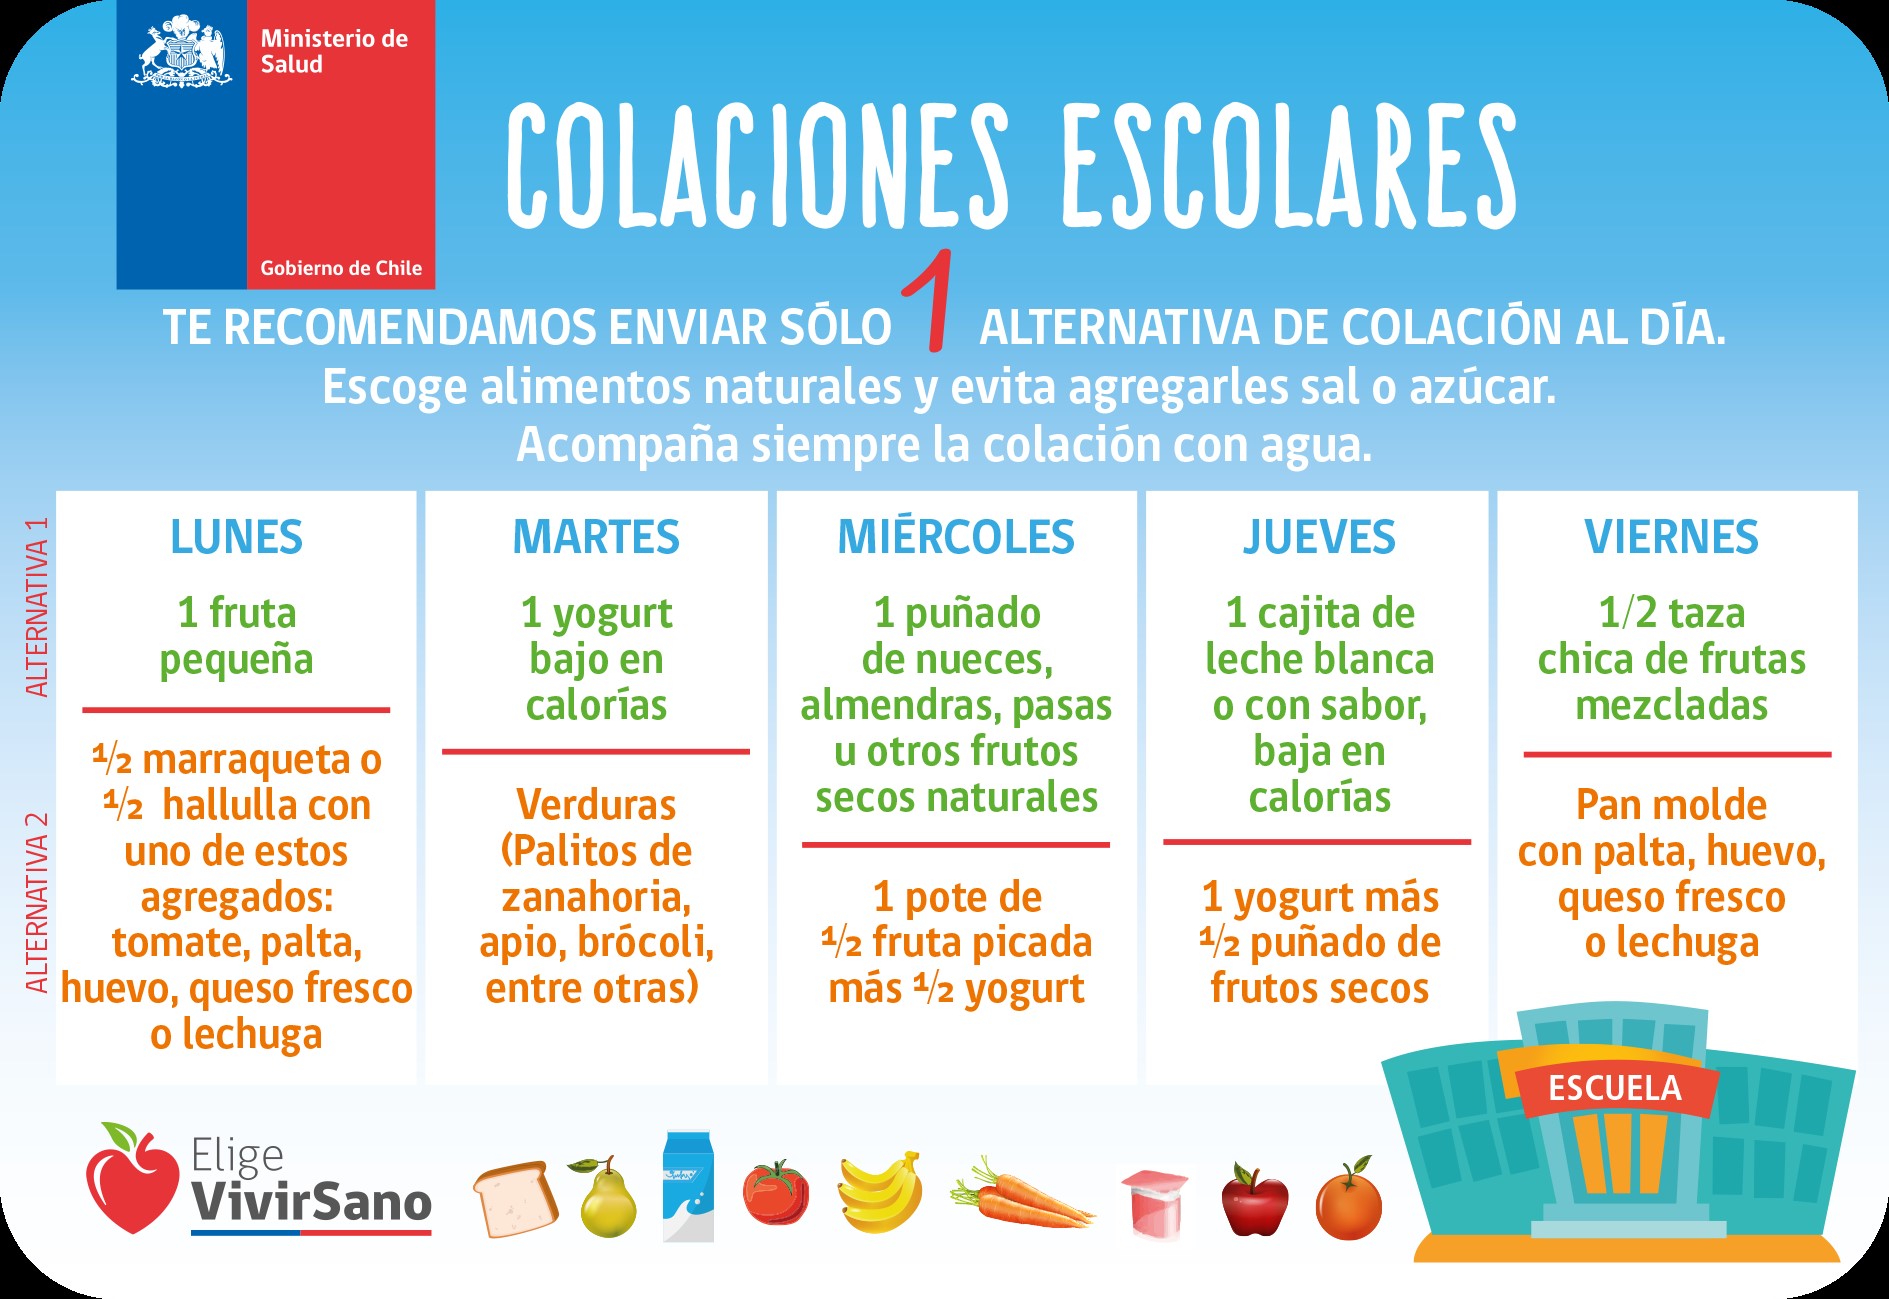 Ministerio de
Salud
Gobierno de Chile
COLACIONES ESCOLARES
TE RECOMENDAMOS ENVIAR SÓLO 1 ALTERNATIVA DE COLACIÓN AL DÍA.
Escoge alimentos naturales y evita agregarles sal o azúcar.
Acompaña siempre la colación con agua.
ALTERNATIVA 1
ALTERNATIVA 2
LUNES
1 fruta
pequeña
½ marraqueta o
½ hallulla con
uno de estos
agregados:
tomate, palta,
huevo, queso fresco
o lechuga
MARTES
1 yogurt
bajo en
calorías
Verduras
(Palitos de
zanahoria,
apio, brócoli,
entre otras)
MIÉRCOLES
1 puñado
de nueces,
almendras, pasas
u otros frutos
secos naturales
1 pote de
½ fruta picada
más ½ yogurt
JUEVES
1 cajita de
leche blanca
o con sabor,
baja en
calorías
1 yogurt más
½ puñado de
frutos secos
VIERNES
1/2 taza
chica de frutas
mezcladas
Pan molde
con palta, huevo,
queso fresco
o lechuga
ESCUELA
Elige
VivirSano